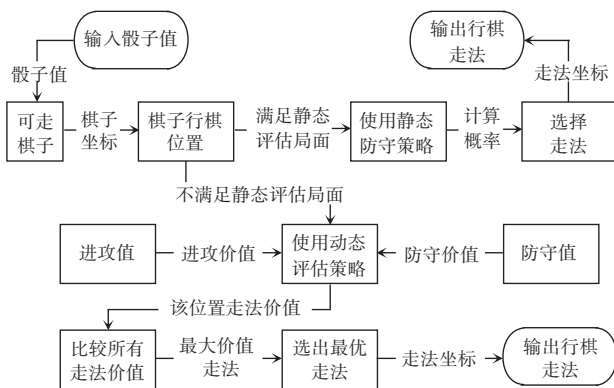 输入骰子值
输出行棋
走法
骰子值
走法坐标
可走
棋子
棋子
坐标
棋子行棋
位置
满足静态
评估局面
使用静态
防守策略
计算
概率
选择
走法
不满足静态评估局面
进攻值
进攻价值
使用动态
评估策略
防守价值
防守值
该位置走法价值
比较所有
走法价值
最大价值
走法
选出最优
走法
走法坐标
输出行棋
走法